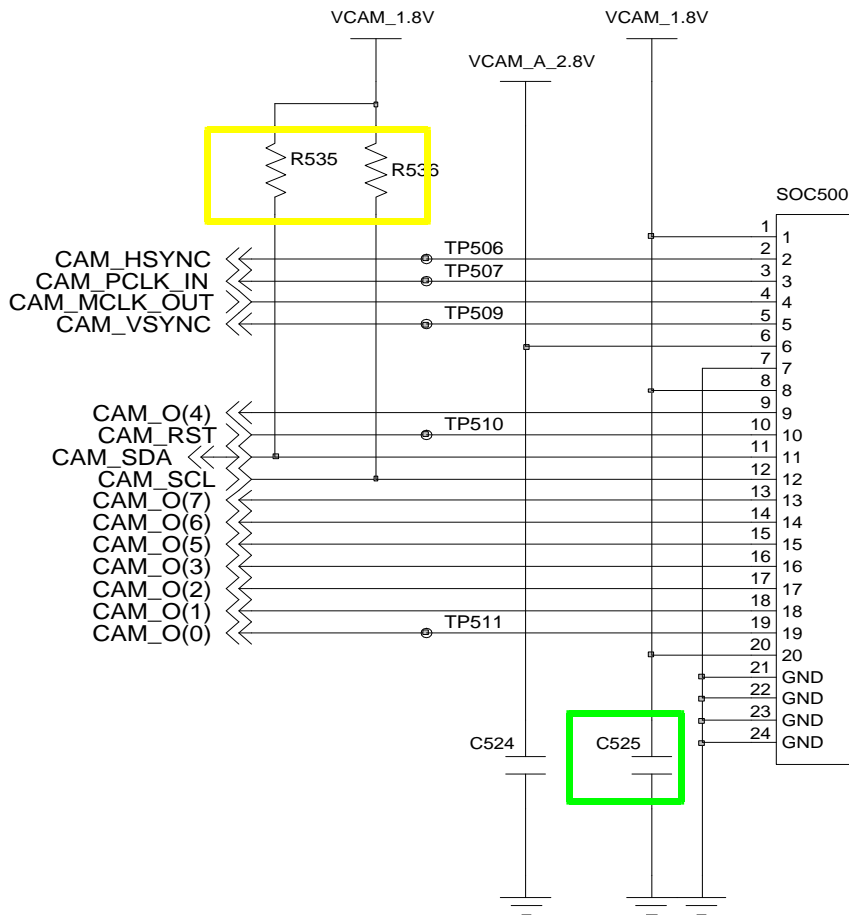 VCAM_1.8V
VCAM_1.8V
VCAM_A_2.8V
R535
R536
SOC500
1 1
CAM_HSYNC TP506 2 2
CAM_PCLK_IN TP507 3 3
CAM_MCLK_OUT 4 4
CAM_VSYNC TP509 5 5
6 6
7 7
8 8
CAM_O(4) 9 9
CAM_RST TP510 10 10
CAM_SDA 11 11
CAM_SCL 12 12
CAM_O(7) 13 13
CAM_O(6) 14 14
CAM_O(5) 15 15
CAM_O(3) 16 16
CAM_O(2) 17 17
CAM_O(1) 18 18
CAM_O(0) TP511 19 19
20 20
21 GND
22 GND
23 GND
24 GND
C524
C525